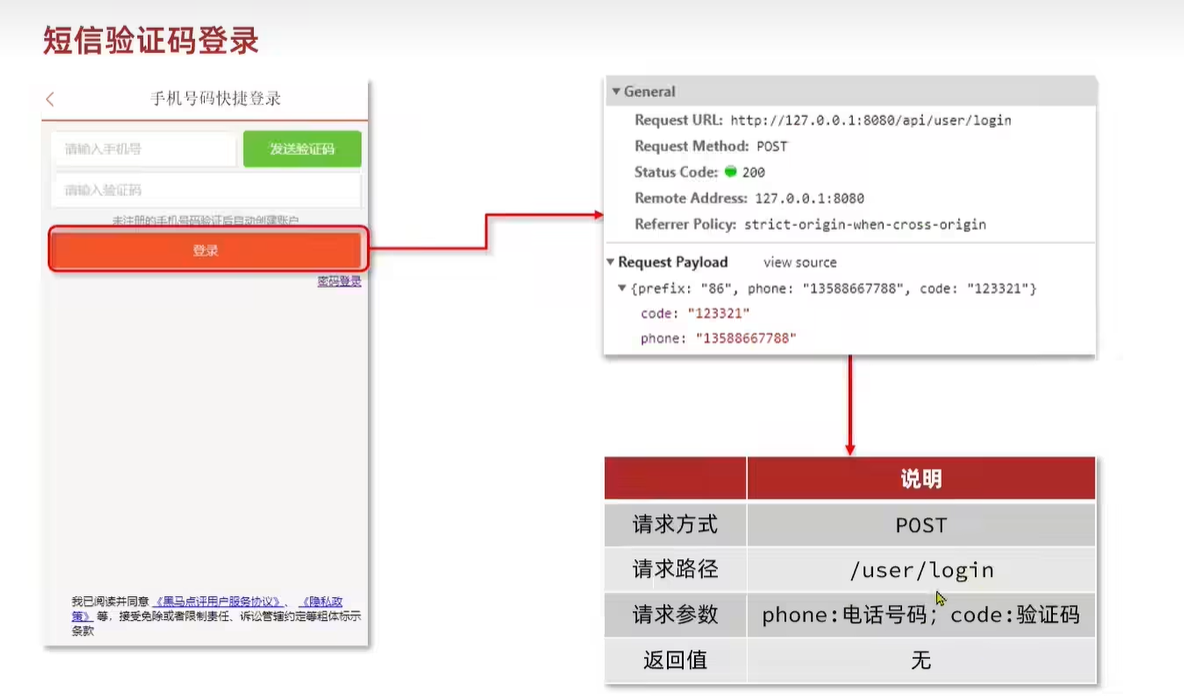 短信验证码登录
手机号码快捷登录
请输入手机号
发送验证码
请输入验证码
未注册的手机号码验证后自动创建账户
登录
密码登录
我已阅读并同意《黑马点评用户服务协议》、《隐私政
策》等，接受免除或者限制责任、诉讼管辖约定等粗体标示
条款
General
Request URL: http://127.0.0.1:8080/api/user/login
Request Method: POST
Status Code: 200
Remote Address: 127.0.0.1:8080
Referrer Policy: strict-origin-when-cross-origin
Request Payload view source
{prefix: "86", phone: "13588667788", code: "123321"}
code: "123321"
phone: "13588667788"
说明
请求方式 POST
请求路径 /user/login
请求参数 phone:电话号码；code:验证码
返回值 无